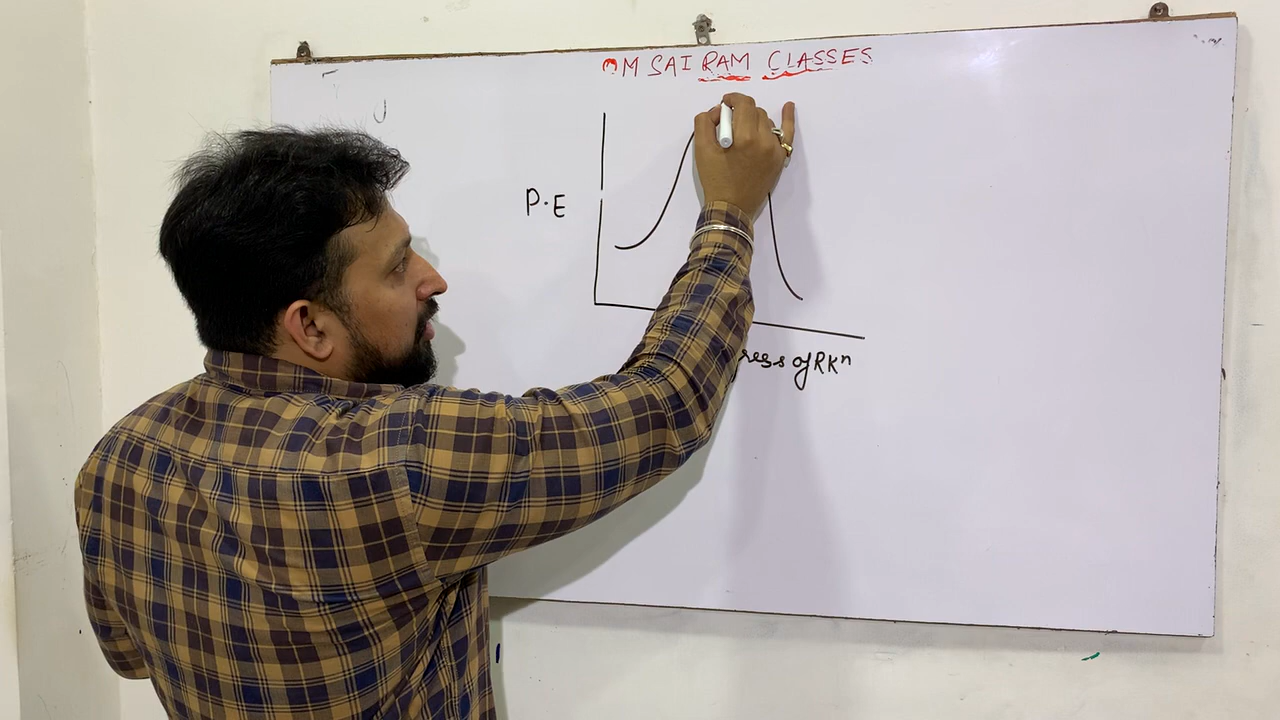 OM SAI RAM CLASSES
P.E
ress of RKⁿ